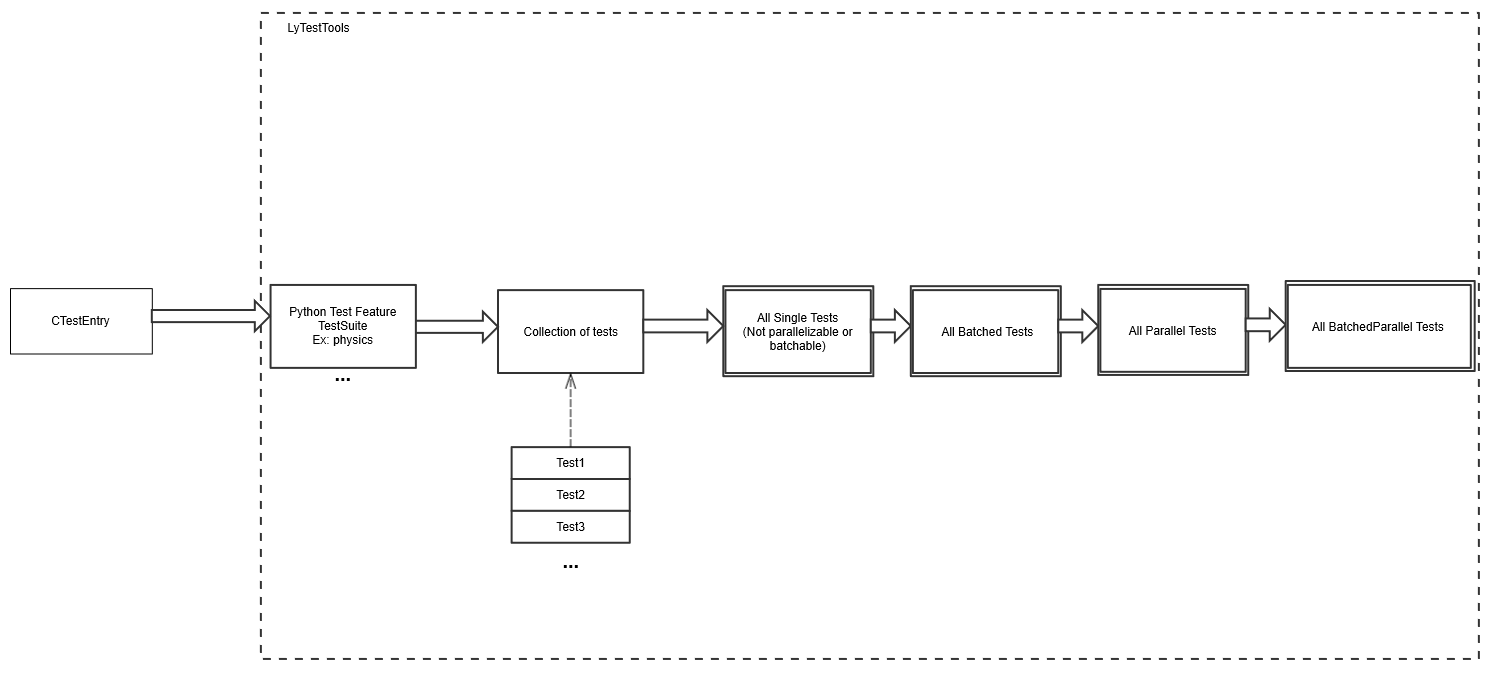 LyTestTools
CTestEntry
Python Test Feature
TestSuite
Ex: physics
...
Collection of tests
All Single Tests
(Not parallelizable or
batchable)
All Batched Tests
All Parallel Tests
All BatchedParallel Tests
Test1
Test2
Test3
...